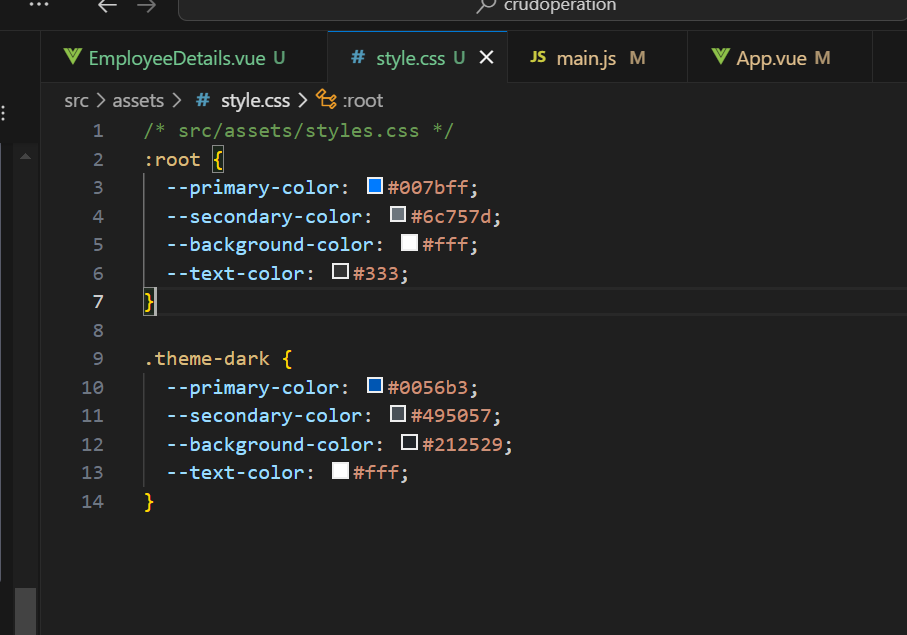 crudoperation
EmployeeDetails.vue U
# style.css U
JS main.js M
App.vue M
src > assets > # style.css > :root
1 /* src/assets/styles.css */
2 :root {
3 --primary-color: #007bff;
4 --secondary-color: #6c757d;
5 --background-color: #fff;
6 --text-color: #333;
7 }
8
9 .theme-dark {
10 --primary-color: #0056b3;
11 --secondary-color: #495057;
12 --background-color: #212529;
13 --text-color: #fff;
14 }